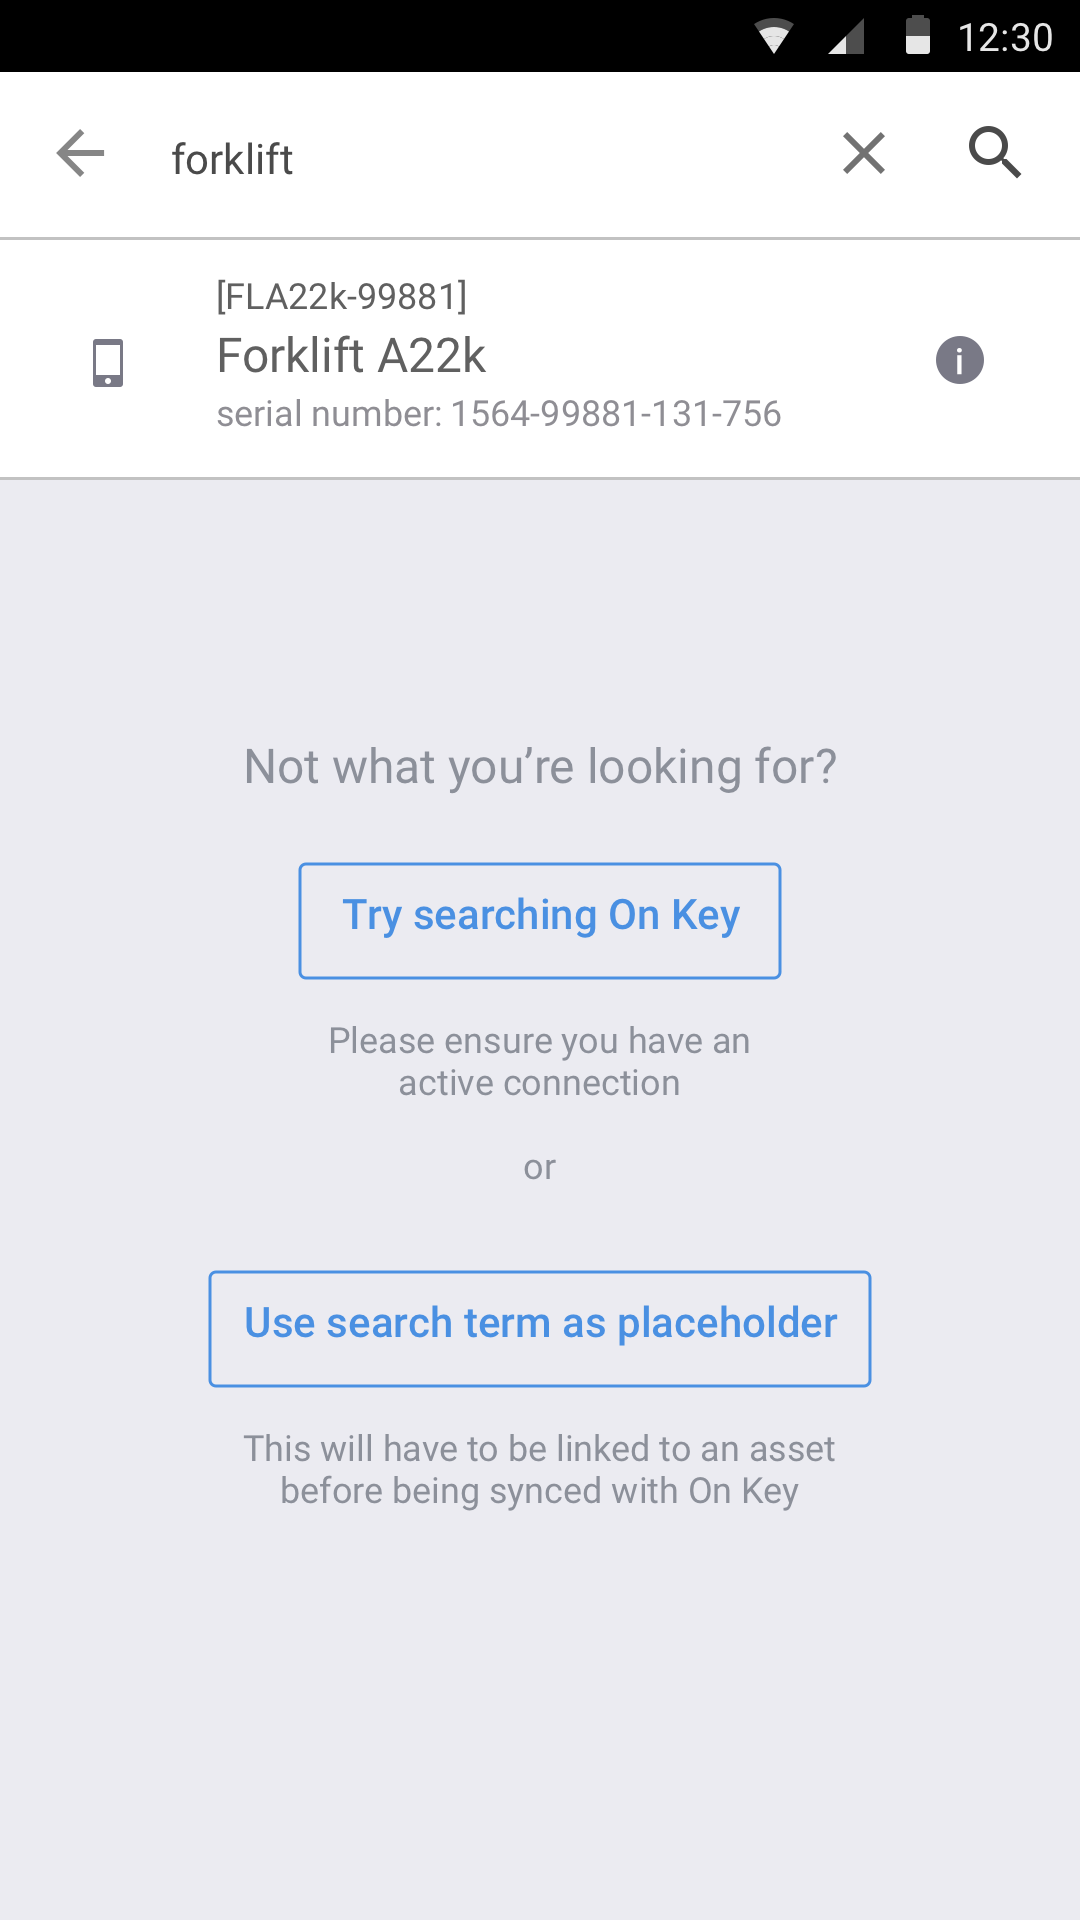 12:30
forklift
[FLA22k-99881]
Forklift A22k
serial number: 1564-99881-131-756
Not what you’re looking for?
Try searching On Key
Please ensure you have an
active connection
or
Use search term as placeholder
This will have to be linked to an asset
before being synced with On Key